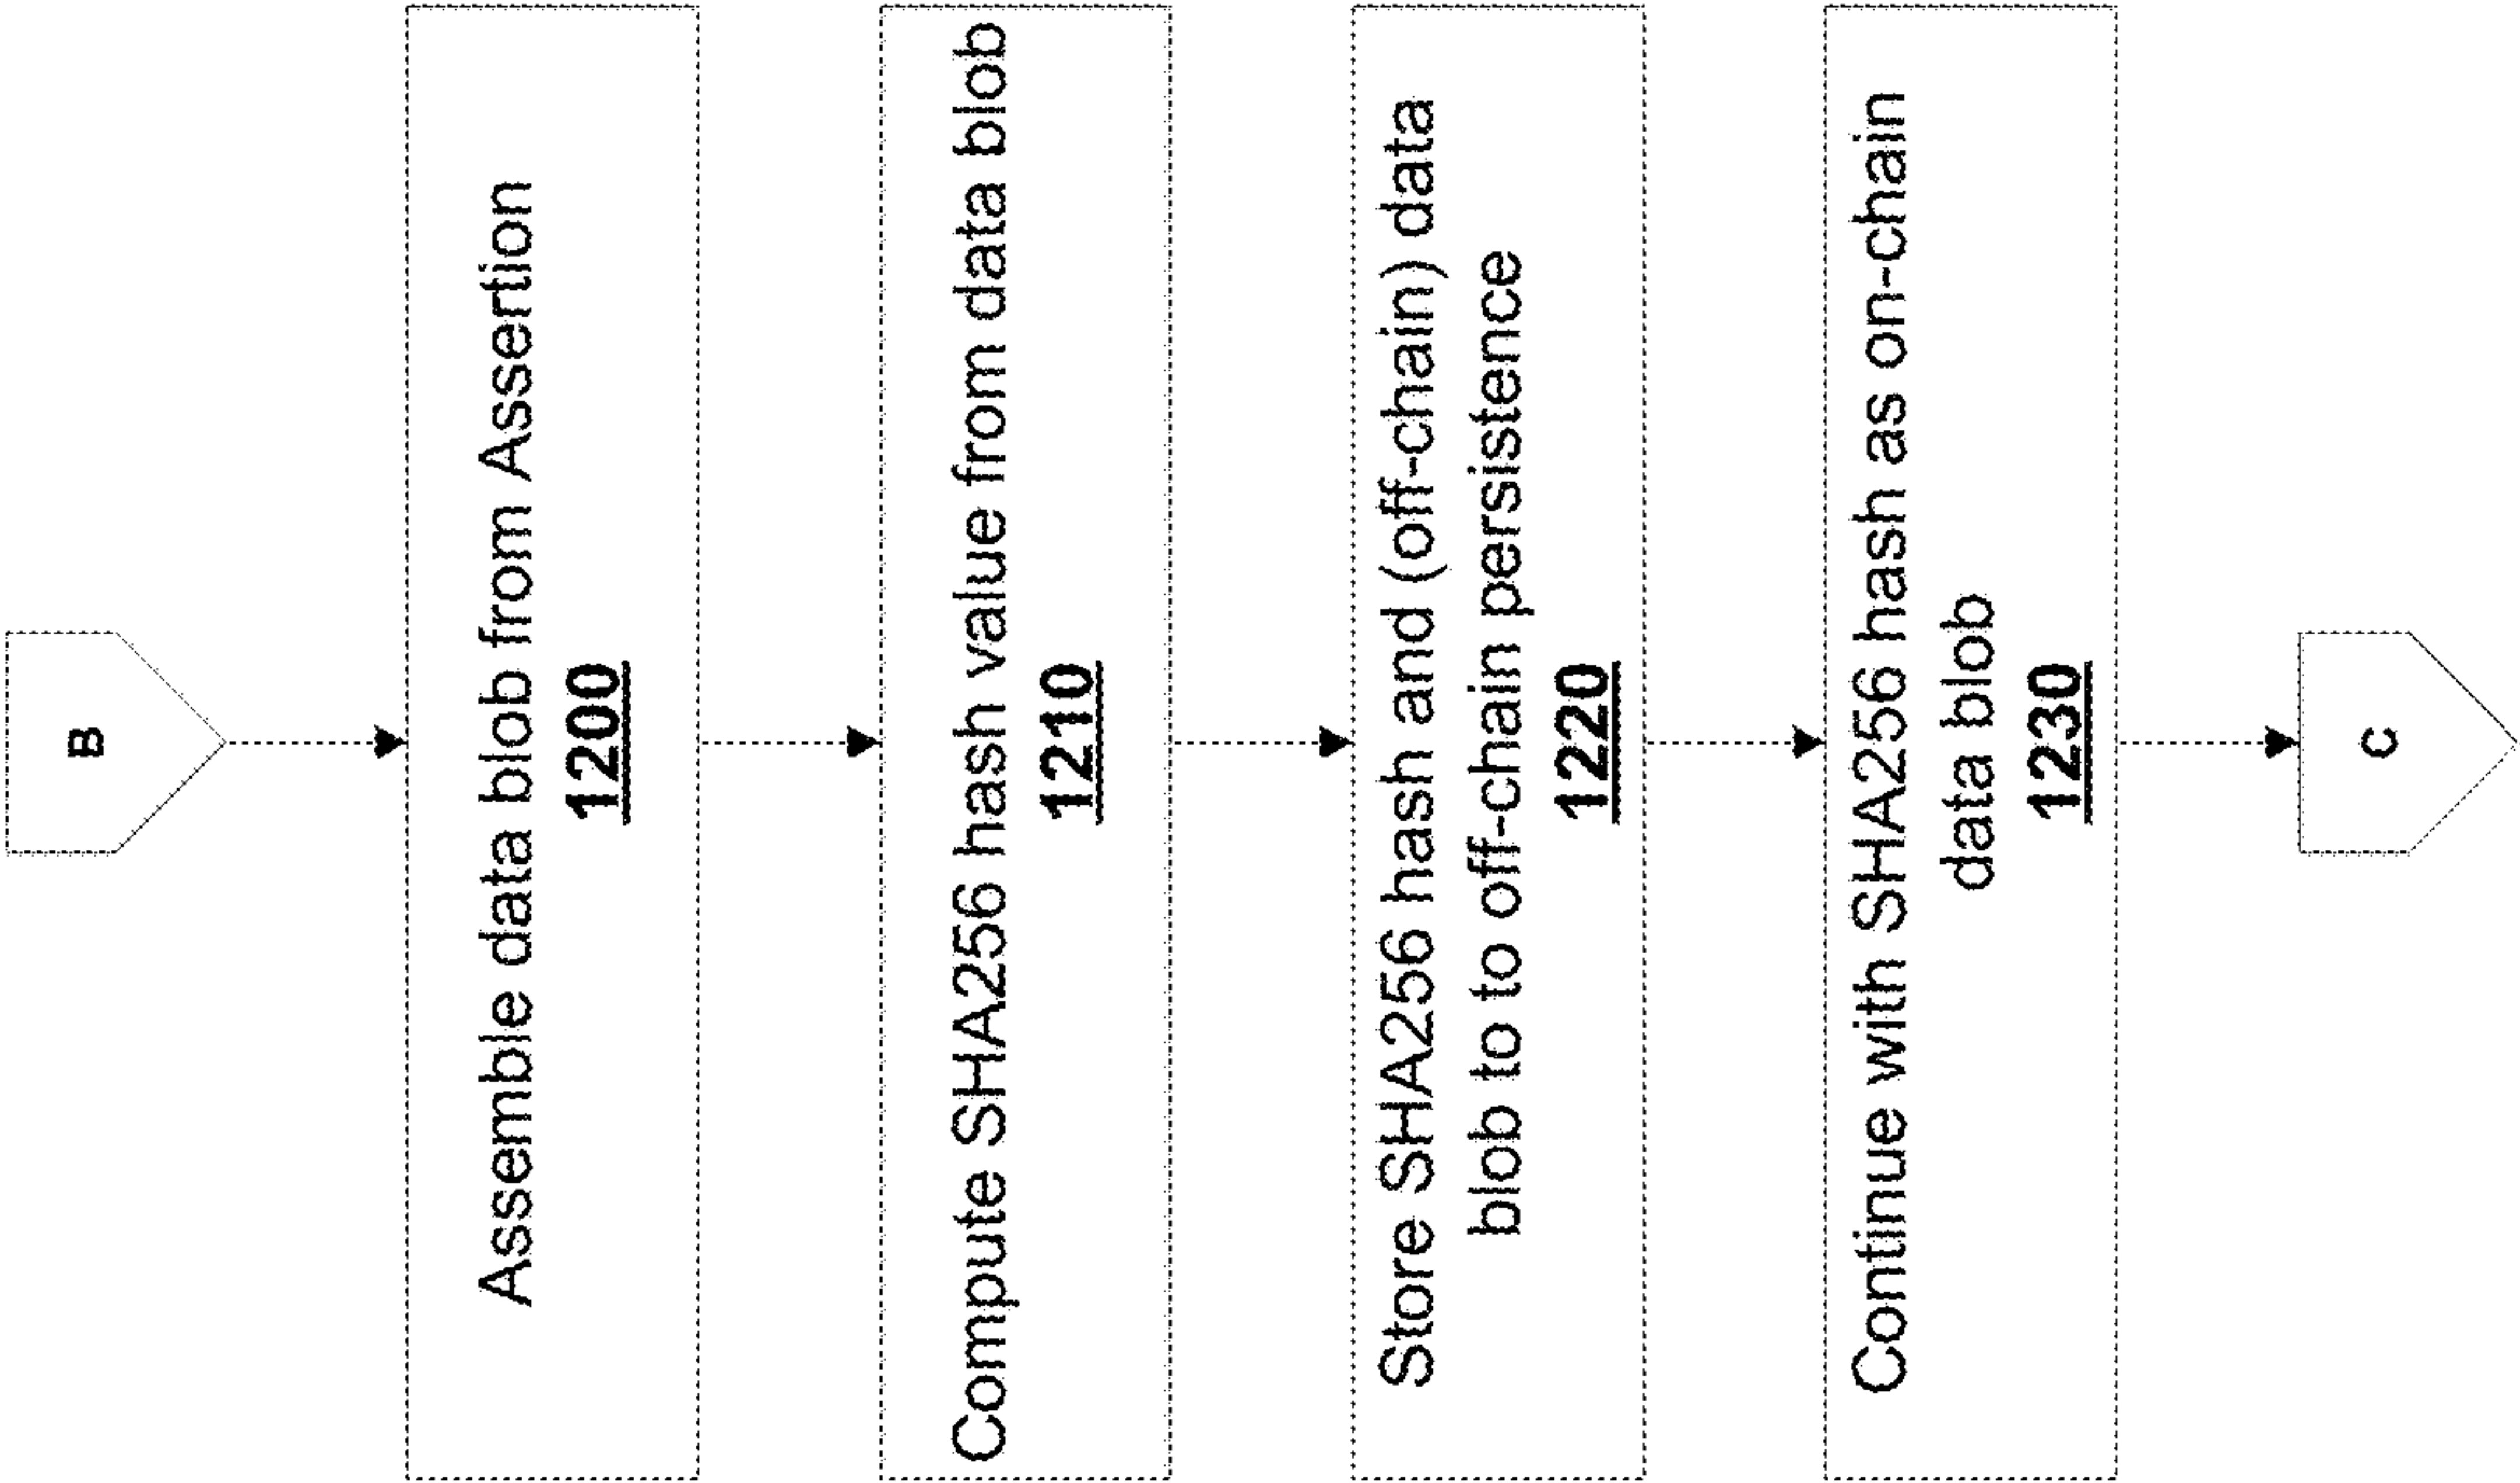 B
Assemble data blob from Assertion
1200
Compute SHA256 hash value from data blob
1210
Store SHA256 hash and (off-chain) data
blob to to off-chain persistence
1220
Continue with SHA256 hash as on-chain
data blob
1230
C